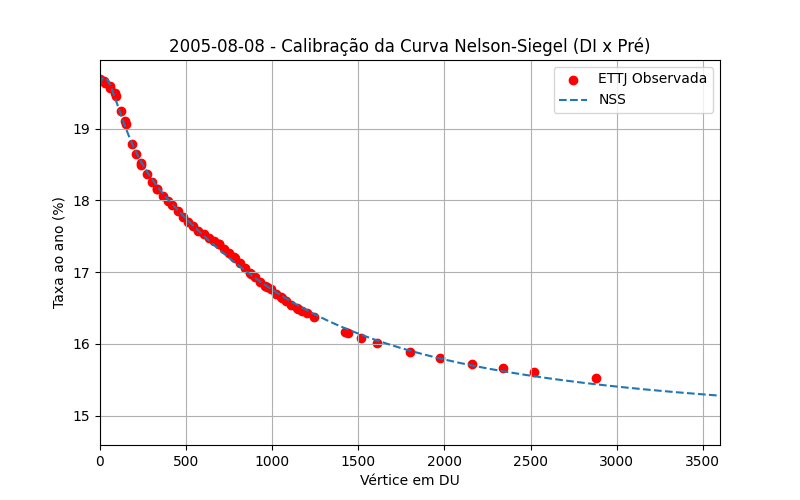 2005-08-08 - Calibração da Curva Nelson-Siegel (DI x Pré)
ETTJ Observada
NSS
Taxa ao ano (%)
19
18
17
16
15
0 500 1000 1500 2000 2500 3000 3500
Vértice em DU